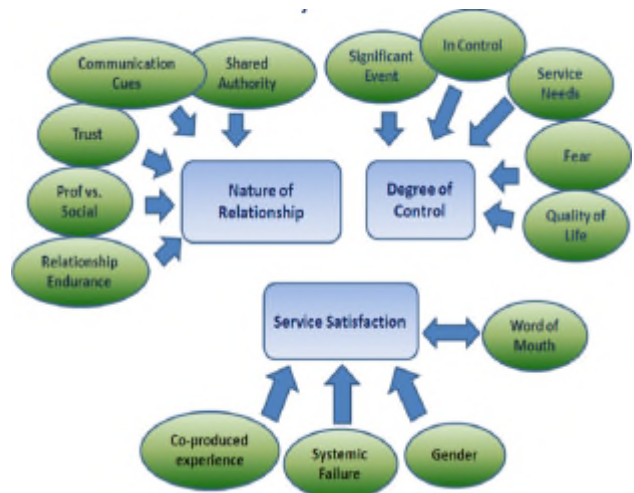 Communication
Cues
Shared
Authority
Significant
Event
In Control
Service
Needs
Trust
Fear
Prof vs.
Social
Nature of
Relationship
Degree of
Control
Quality of
Life
Relationship
Endurance
Service Satisfaction
Word of
Mouth
Co-produced
experience
Systemic
Failure
Gender